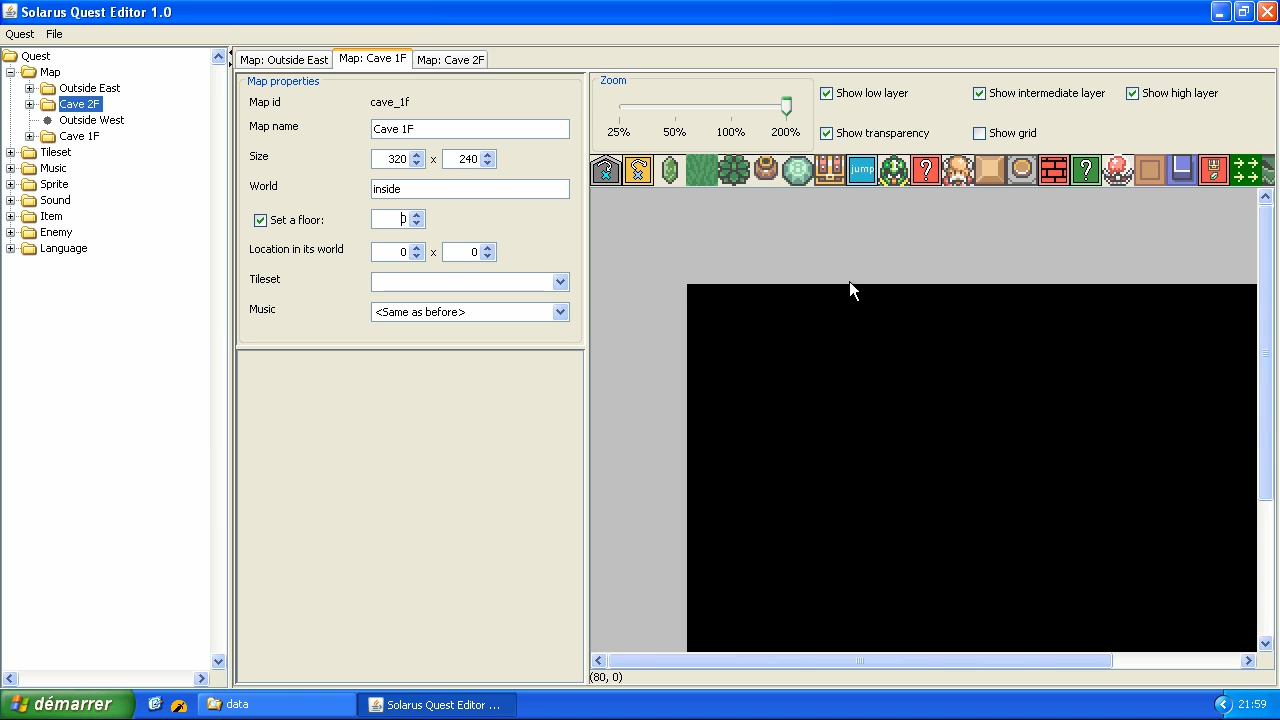 Solarus Quest Editor 1.0
Quest File
Quest
Map
Outside East
Cave 2F
Outside West
Cave 1F
Tileset
Music
Sprite
Sound
Item
Enemy
Language
Map: Outside East Map: Cave 1F Map: Cave 2F
Map properties
Map id cave_1f
Map name Cave 1F
Size 320 x 240
World inside
Set a floor: 0
Location in its world 0 x 0
Tileset
Music <Same as before>
Zoom
25% 50% 100% 200%
Show low layer Show intermediate layer Show high layer
Show transparency Show grid
jump ? ?
(80, 0)
démarrer data Solarus Quest Editor ... 21:59